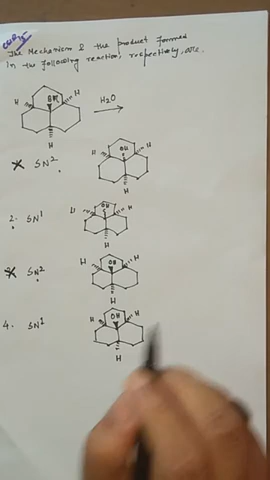 The Mechanism & the product formed
in the following reaction, respectively are.
H H
H₂O
H
SN²
H OH H
H
2. SN¹
H OH H
H
SN²
H OH H
H
4. SN¹
H OH H
H